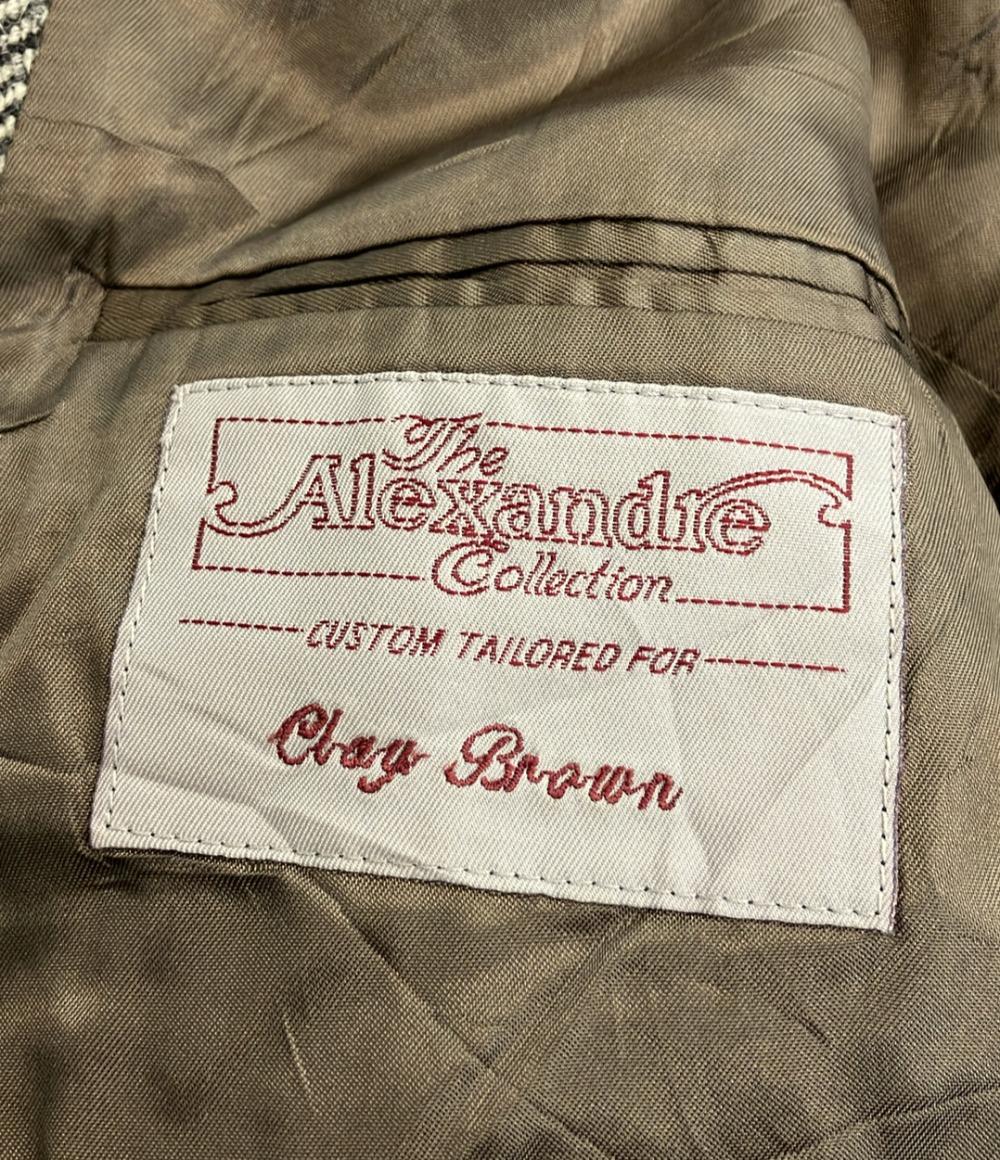 The
Alexandre
Collection
CUSTOM TAILORED FOR
Clay Brown